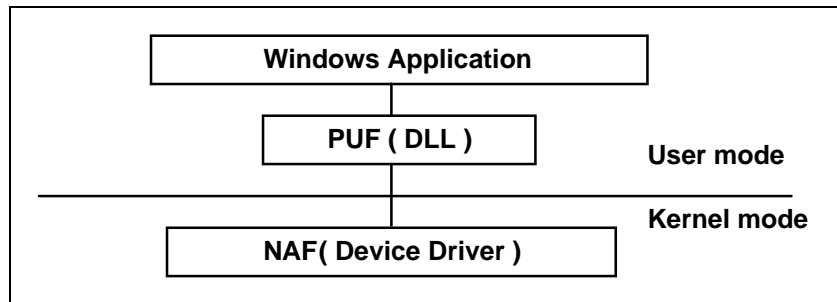 Windows Application
PUF ( DLL )
User mode
Kernel mode
NAF( Device Driver )